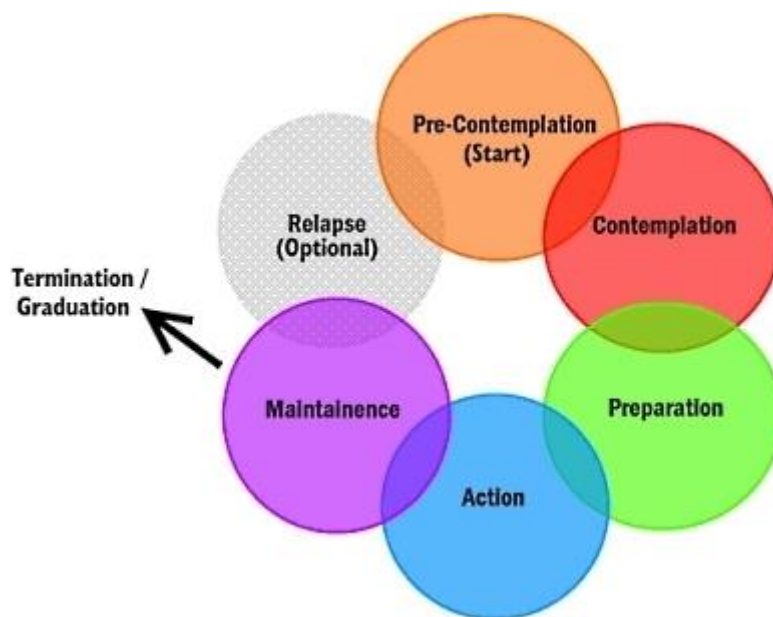 Pre-Contemplation
(Start)
Contemplation
Preparation
Action
Maintainence
Relapse
(Optional)
Termination /
Graduation